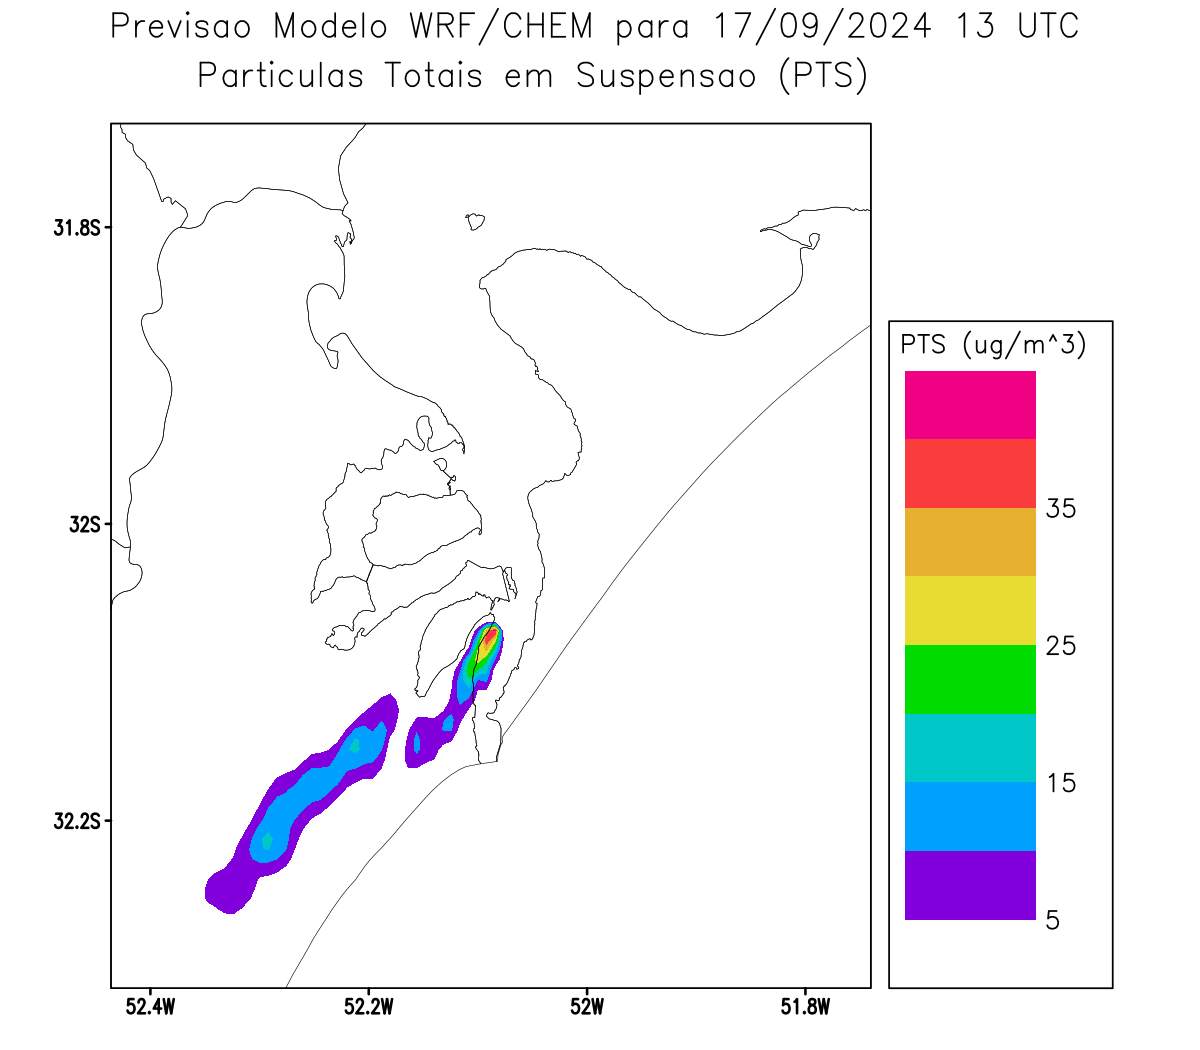 Previsao Modelo WRF/CHEM para 17/09/2024 13 UTC
Particulas Totais em Suspensao (PTS)
31.8S
32S
32.2S
52.4W
52.2W
52W
51.8W
PTS (ug/m^3)
35
25
15
5